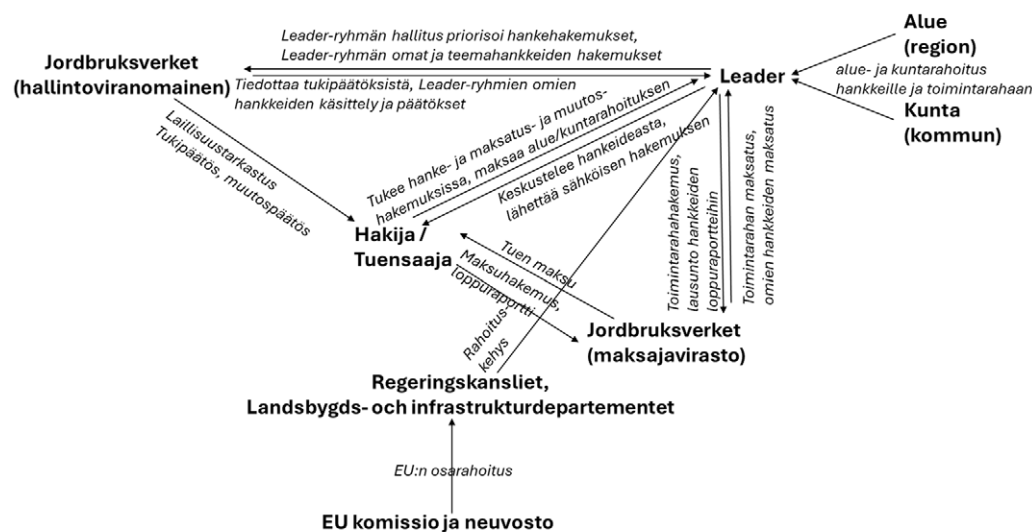 Leader-ryhmän hallitus priorisoi hankehakemukset,
Leader-ryhmän omat ja teemahankkeiden hakemukset
Jordbruksverket
(hallintoviranomainen)
Tiedottaa tukipäätöksistä, Leader-ryhmien omien
hankkeiden käsittely ja päätökset
Leader
Alue
(region)
alue- ja kuntarahoitus
hankkeille ja toimintarahaan
Kunta
(kommun)
Laillisuustarkastus
Tukipäätös, muutospäätös
Tukee hanke- ja maksatus- ja muutos-
hakemuksissa, maksaa alue/kuntarahoituksen
Keskustelee hankeideasta,
lähettää sähköisen hakemuksen
Toimintarahahakemus,
lausunto hankkeiden
loppuraportteihin
Toimintarahan maksatus,
omien hankkeiden maksatus
Hakija /
Tuensaaja
Tuen maksu
Maksuhakemus,
loppuraportti
Jordbruksverket
(maksajavirasto)
Rahoitus
kehys
Regeringskansliet,
Landsbygds- och infrastrukturdepartementet
EU:n osarahoitus
EU komissio ja neuvosto